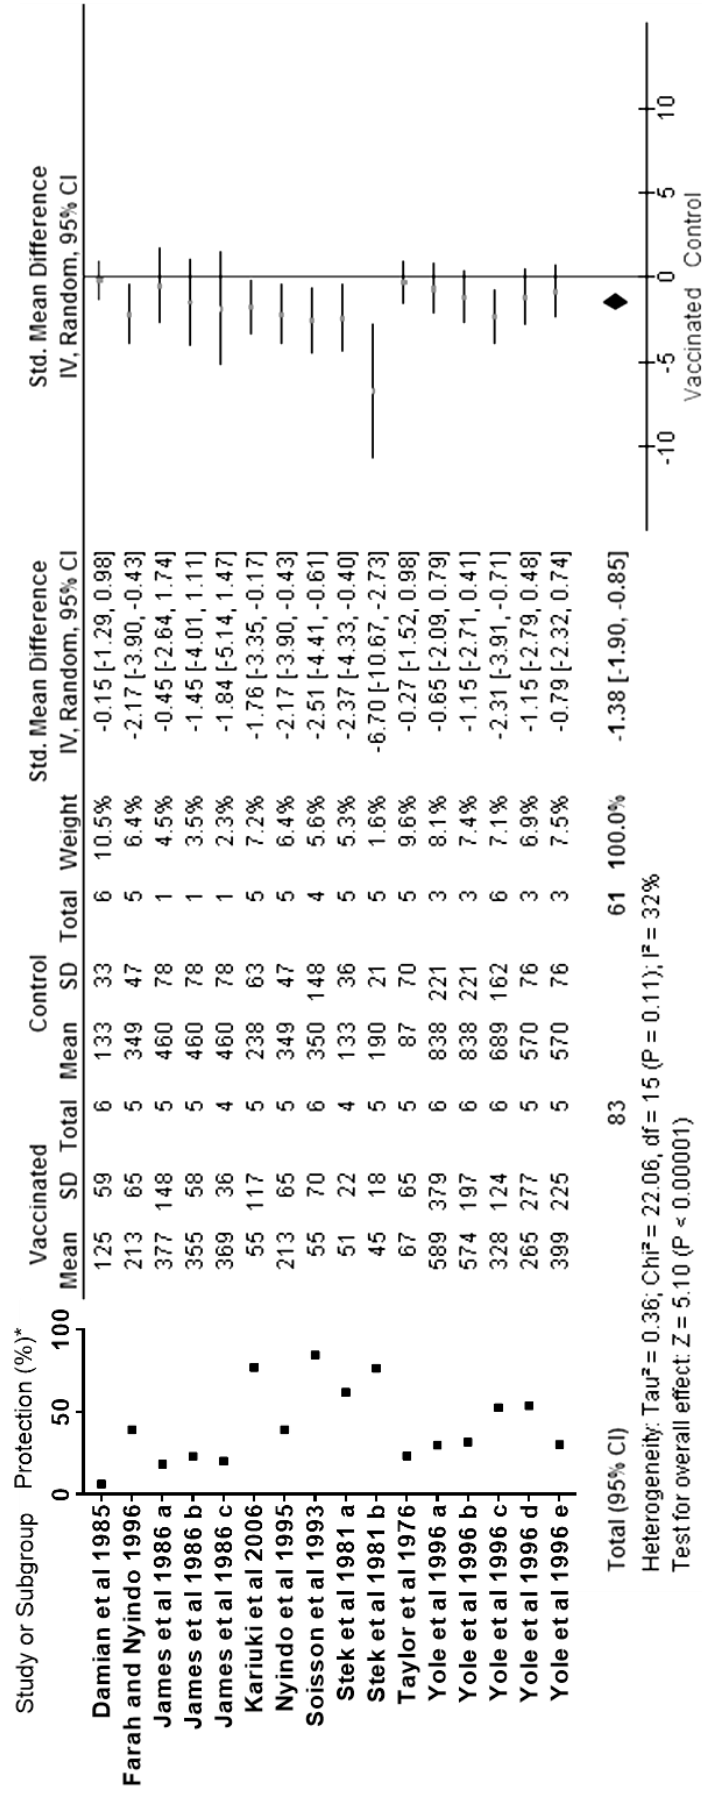 Vaccinated Control Std. Mean Difference Std. Mean Difference
Study or Subgroup Protection (%)* Mean SD Total Mean SD Total Weight IV, Random, 95% CI IV, Random, 95% CI
0 50 100
Damian et al 1985 125 59 6 133 33 6 10.5% -0.15 [-1.29, 0.98]
Farah and Nyindo 1996 213 65 5 349 47 5 6.4% -2.17 [-3.90, -0.43]
James et al 1986 a 377 148 5 460 78 1 4.5% -0.45 [-2.64, 1.74]
James et al 1986 b 355 58 5 460 78 1 3.5% -1.45 [-4.01, 1.11]
James et al 1986 c 369 36 4 460 78 1 2.3% -1.84 [-5.14, 1.47]
Kariuki et al 2006 55 117 5 238 63 5 7.2% -1.76 [-3.35, -0.17]
Nyindo et al 1995 213 65 5 349 47 5 6.4% -2.17 [-3.90, -0.43]
Soisson et al 1993 55 70 6 350 148 4 5.6% -2.51 [-4.41, -0.61]
Stek et al 1981 a 51 22 4 133 36 5 5.3% -2.37 [-4.33, -0.40]
Stek et al 1981 b 45 18 5 190 21 5 1.6% -6.70 [-10.67, -2.73]
Taylor et al 1976 67 65 5 87 70 5 9.6% -0.27 [-1.52, 0.98]
Yole et al 1996 a 589 379 6 838 221 3 8.1% -0.65 [-2.09, 0.79]
Yole et al 1996 b 574 197 6 838 221 3 7.4% -1.15 [-2.71, 0.41]
Yole et al 1996 c 328 124 6 689 162 6 7.1% -2.31 [-3.91, -0.71]
Yole et al 1996 d 265 277 5 570 76 3 6.9% -1.15 [-2.79, 0.48]
Yole et al 1996 e 399 225 5 570 76 3 7.5% -0.79 [-2.32, 0.74]
Total (95% CI) 83 61 100.0% -1.38 [-1.90, -0.85]
Heterogeneity: Tau² = 0.36; Chi² = 22.06, df = 15 (P = 0.11); I² = 32%
Test for overall effect: Z = 5.10 (P < 0.00001)
-10 -5 0 5 10
Vaccinated Control